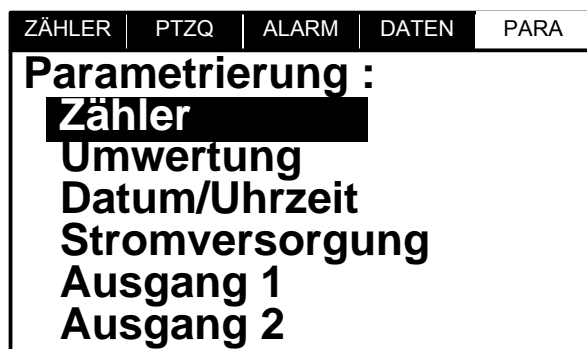 ZÄHLER PTZQ ALARM DATEN PARA
Parametrierung :
Zähler
Umwertung
Datum/Uhrzeit
Stromversorgung
Ausgang 1
Ausgang 2